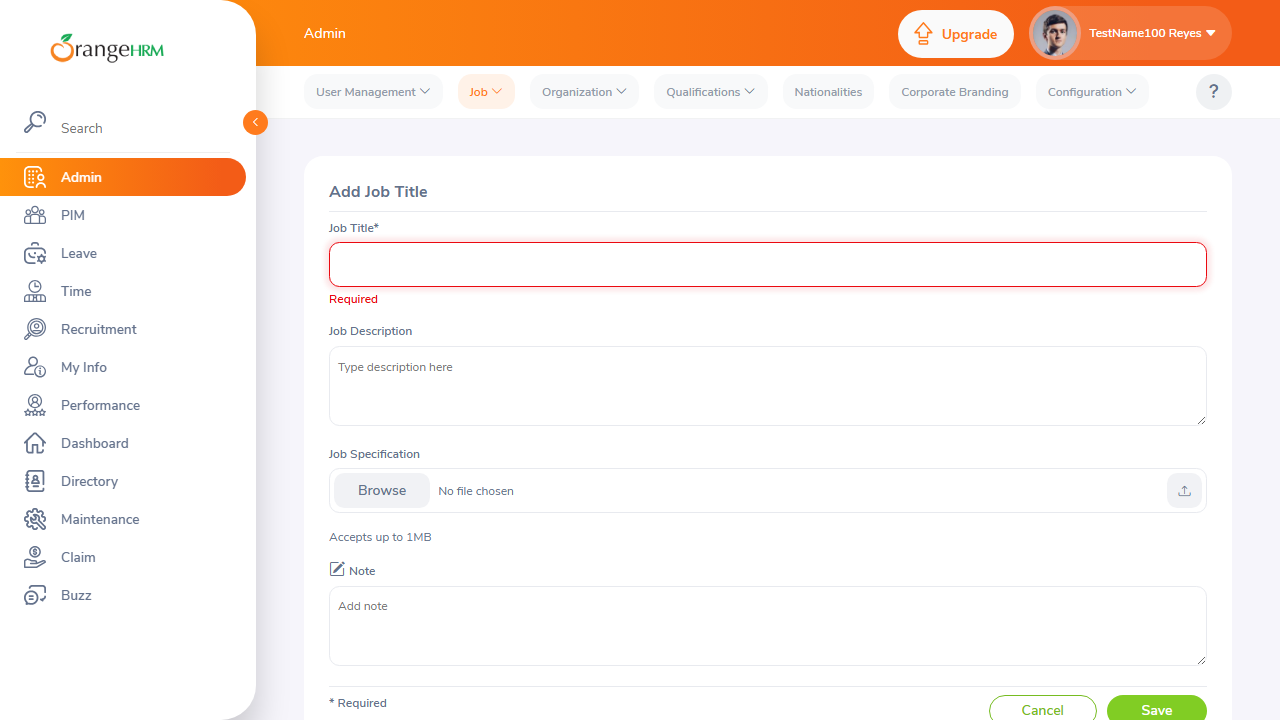 OrangeHRM
Admin
Upgrade
TestName100 Reyes
User Management
Job
Organization
Qualifications
Nationalities
Corporate Branding
Configuration
?
Search
Admin
PIM
Leave
Time
Recruitment
My Info
Performance
Dashboard
Directory
Maintenance
Claim
Buzz
Add Job Title
Job Title*
Required
Job Description
Type description here
Job Specification
Browse
No file chosen
Accepts up to 1MB
Note
Add note
* Required
Cancel
Save